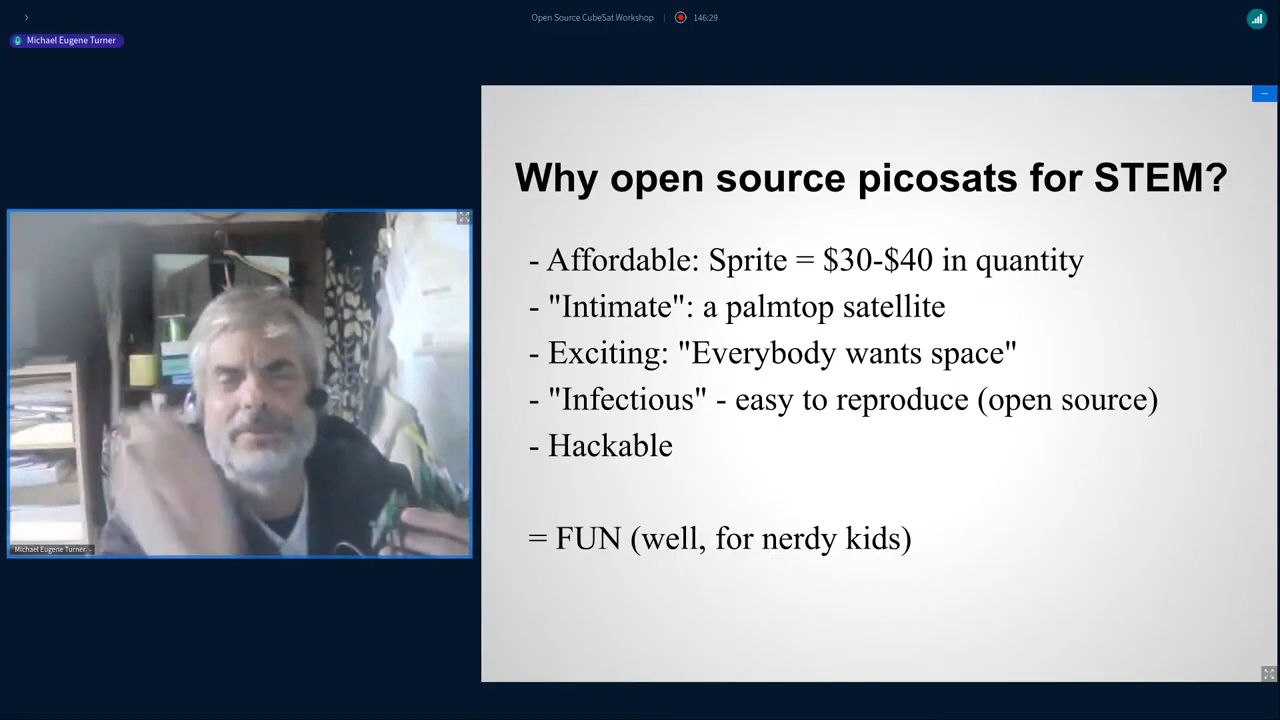 Open Source CubeSat Workshop
146:29
Michael Eugene Turner
Why open source picosats for STEM?
- Affordable: Sprite = $30-$40 in quantity
- "Intimate": a palmtop satellite
- Exciting: "Everybody wants space"
- "Infectious" - easy to reproduce (open source)
- Hackable
= FUN (well, for nerdy kids)
Michael Eugene Turner